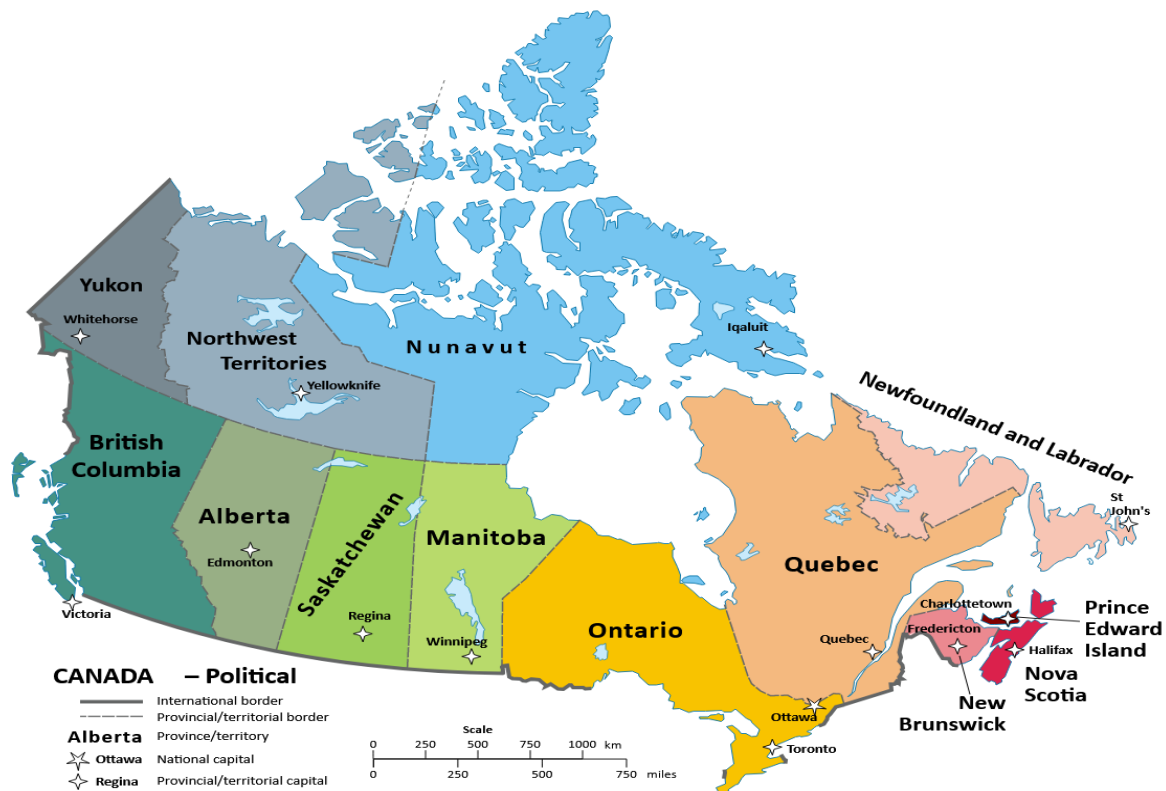 Yukon
Whitehorse
Northwest
Territories
Yellowknife
Nunavut
Iqaluit
British
Columbia
Victoria
Alberta
Edmonton
Saskatchewan
Regina
Manitoba
Winnipeg
Ontario
Ottawa
Toronto
Quebec
Quebec
Newfoundland and Labrador
St
John's
Charlottetown
Prince
Edward
Island
Fredericton
New
Brunswick
Halifax
Nova
Scotia
CANADA – Political
International border
Provincial/territorial border
Alberta Province/territory
Ottawa National capital
Regina Provincial/territorial capital
Scale
0 250 500 750 1000 km
0 250 500 750 miles